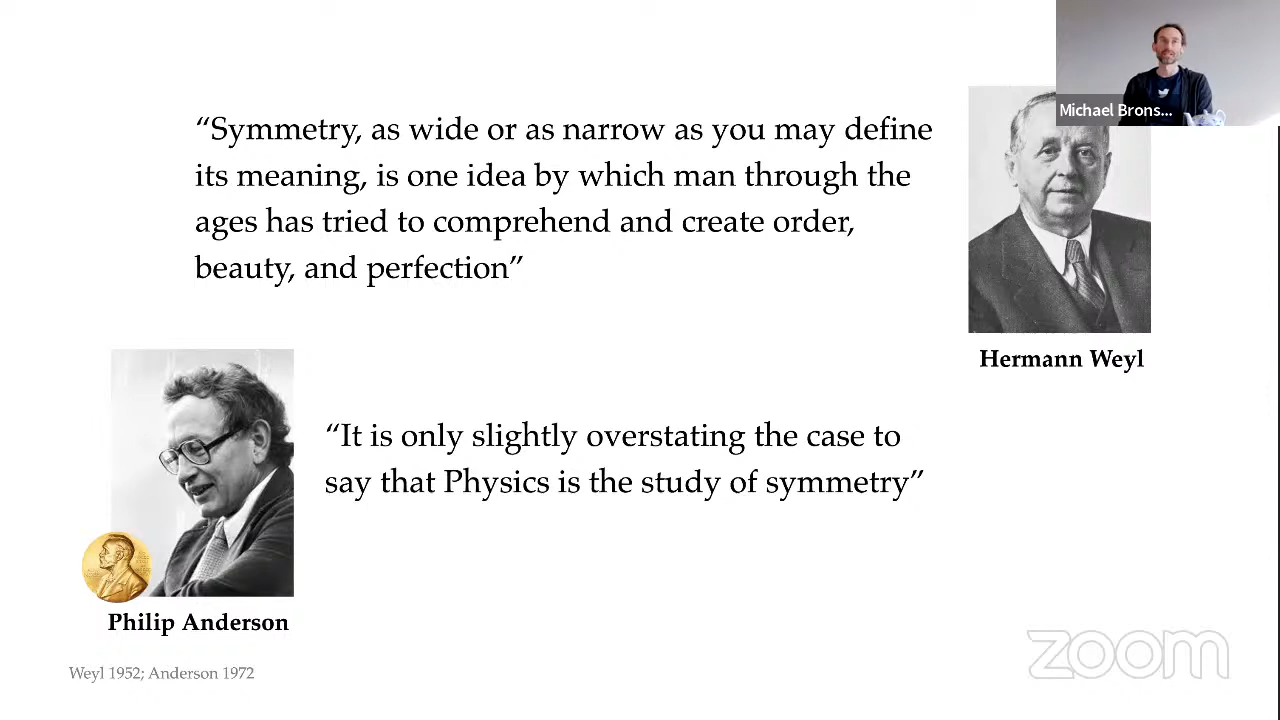 “Symmetry, as wide or as narrow as you may define
its meaning, is one idea by which man through the
ages has tried to comprehend and create order,
beauty, and perfection”
Michael Brons...
Hermann Weyl
“It is only slightly overstating the case to
say that Physics is the study of symmetry”
Philip Anderson
Weyl 1952; Anderson 1972
zoom